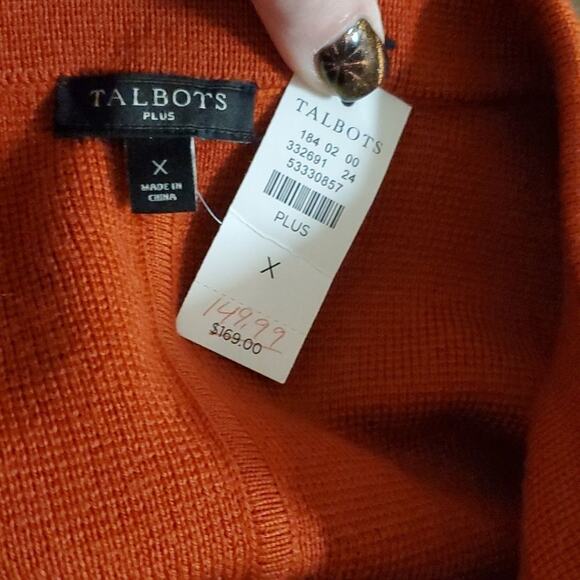 TALBOTS
PLUS
X
MADE IN
CHINA
TALBOTS
184 02 00
332691 24
53330857
PLUS
X
149.99
$169.00